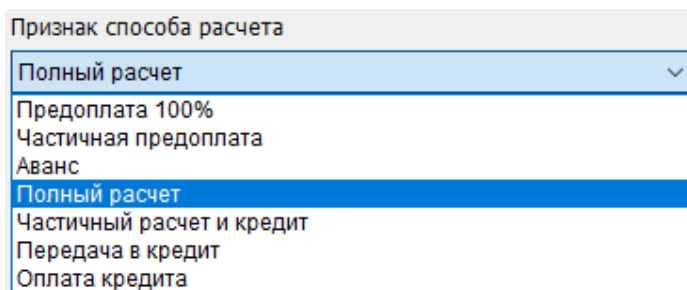 Признак способа расчета
Полный расчет
Предоплата 100%
Частичная предоплата
Аванс
Полный расчет
Частичный расчет и кредит
Передача в кредит
Оплата кредита